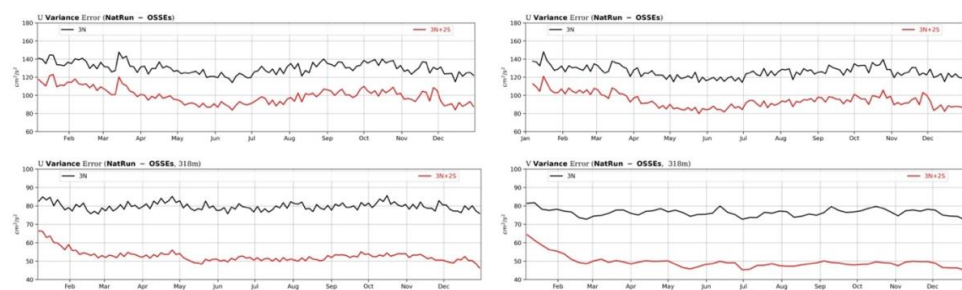 U Variance Error (NatRun − OSSEs)
180
160
140
120
100
80
60
cm²/s²
3N
3N+2S
Feb Mar Apr May Jun Jul Aug Sep Oct Nov Dec
U Variance Error (NatRun − OSSEs)
180
160
140
120
100
80
60
cm²/s²
3N
3N+2S
Jan Feb Mar Apr May Jun Jul Aug Sep Oct Nov Dec
U Variance Error (NatRun − OSSEs, 318m)
100
90
80
70
60
50
40
3N
3N+2S
Feb Mar Apr May Jun Jul Aug Sep Oct Nov Dec
V Variance Error (NatRun − OSSEs, 318m)
100
90
80
70
60
50
40
3N
3N+2S
Feb Mar Apr May Jun Jul Aug Sep Oct Nov Dec